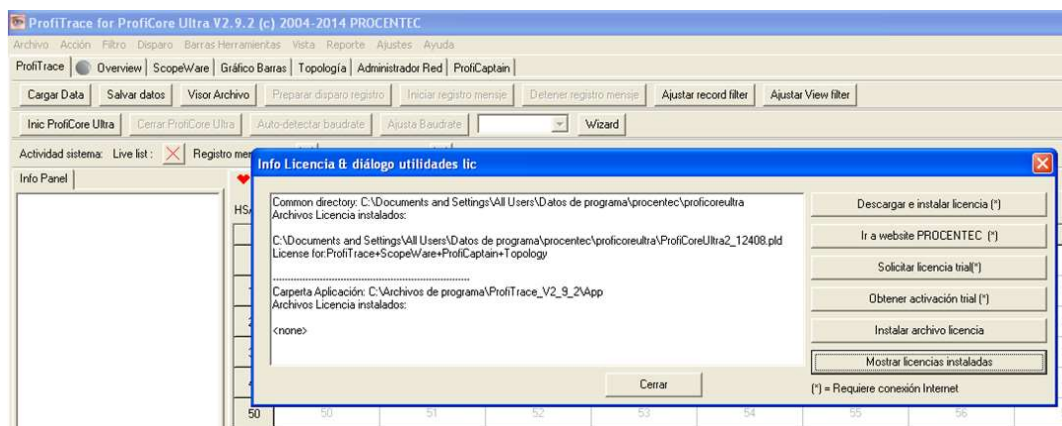 ProfiTrace for ProfiCore Ultra V2.9.2 (c) 2004-2014 PROCENTEC
Archivo Acción Filtro Disparo Barras Herramientas Vista Reporte Ajustes Ayuda
ProfiTrace Overview ScopeWare Gráfico Barras Topología Administrador Red ProfiCaptain
Cargar Data Salvar datos Visor Archivo Preparar disparo registro Iniciar registro mensje Detener registro mensje Ajustar record filter Ajustar View filter
Inic ProfiCore Ultra Cerrar ProfiCore Ultra Auto-detectar baudrate Ajusta Baudrate Wizard
Actividad sistema: Live list : Registro mer
Info Panel
HSA
Info Licencia & diálogo utilidades lic
Common directory: C:\Documents and Settings\All Users\Datos de programa\procentec\proficoreultra
Archivos Licencia instalados:
C:\Documents and Settings\All Users\Datos de programa\procentec\proficoreultra\ProfiCoreUltra2_12408.pld
License for:ProfiTrace+ScopeWare+ProfiCaptain+Topology
----------------------------------------------------------------
Carperta Aplicación: C:\Archivos de programa\ProfiTrace_V2_9_2\App
Archivos Licencia instalados:
<none>
Descargar e instalar licencia (*)
Ir a website PROCENTEC (*)
Solicitar licencia trial(*)
Obtener activación trial (*)
Instalar archivo licencia
Mostrar licencias instaladas
Cerrar
(*) = Requiere conexión Internet
50 50 51 52 53 54 55 56